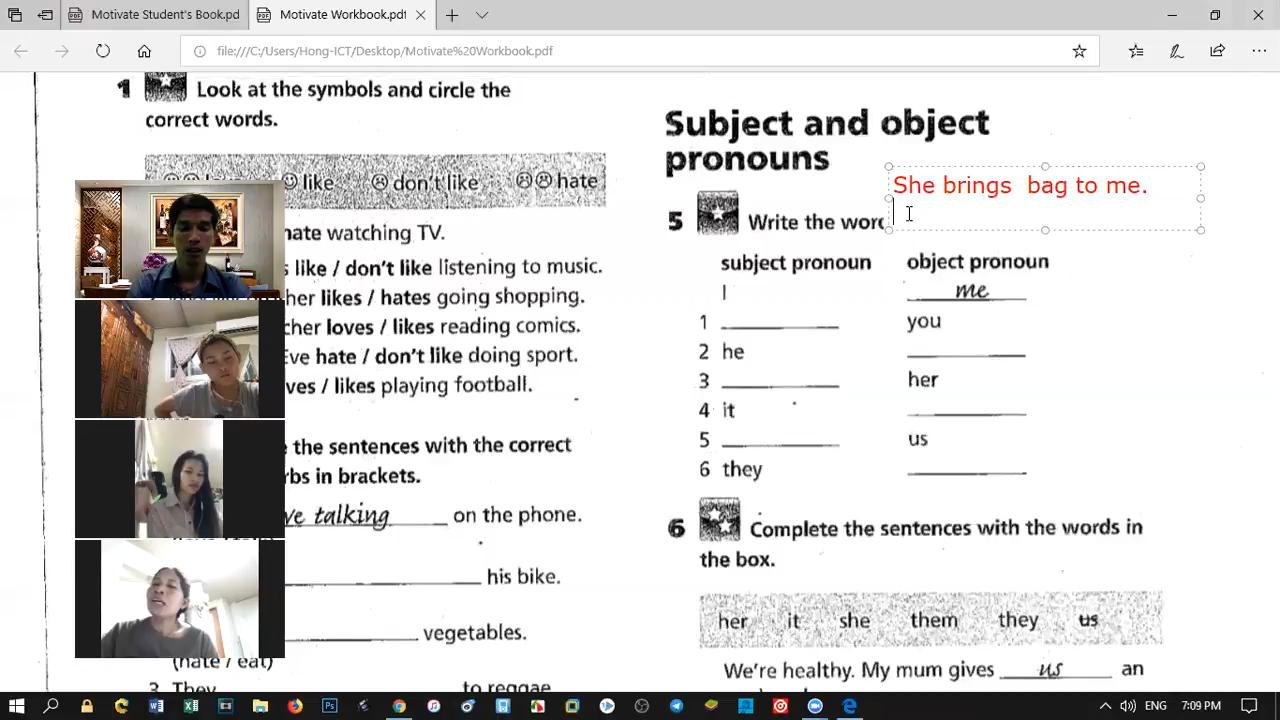 Motivate Student's Book.pdf
Motivate Workbook.pdf
file:///C:/Users/Hong-ICT/Desktop/Motivate%20Workbook.pdf
1 Look at the symbols and circle the
correct words.
like don't like hate
hate watching TV.
like / don't like listening to music.
her likes / hates going shopping.
cher loves / likes reading comics.
Eve hate / don't like doing sport.
ves / likes playing football.
e the sentences with the correct
rbs in brackets.
ve talking on the phone.
his bike.
vegetables.
(hate / eat)
3 They to reggae
Subject and object
pronouns
She brings bag to me.
5 Write the word
subject pronoun object pronoun
I me
1 you
2 he
3 her
4 it
5 us
6 they
6 Complete the sentences with the words in
the box.
her it she them they us
We're healthy. My mum gives us an
ENG 7:09 PM